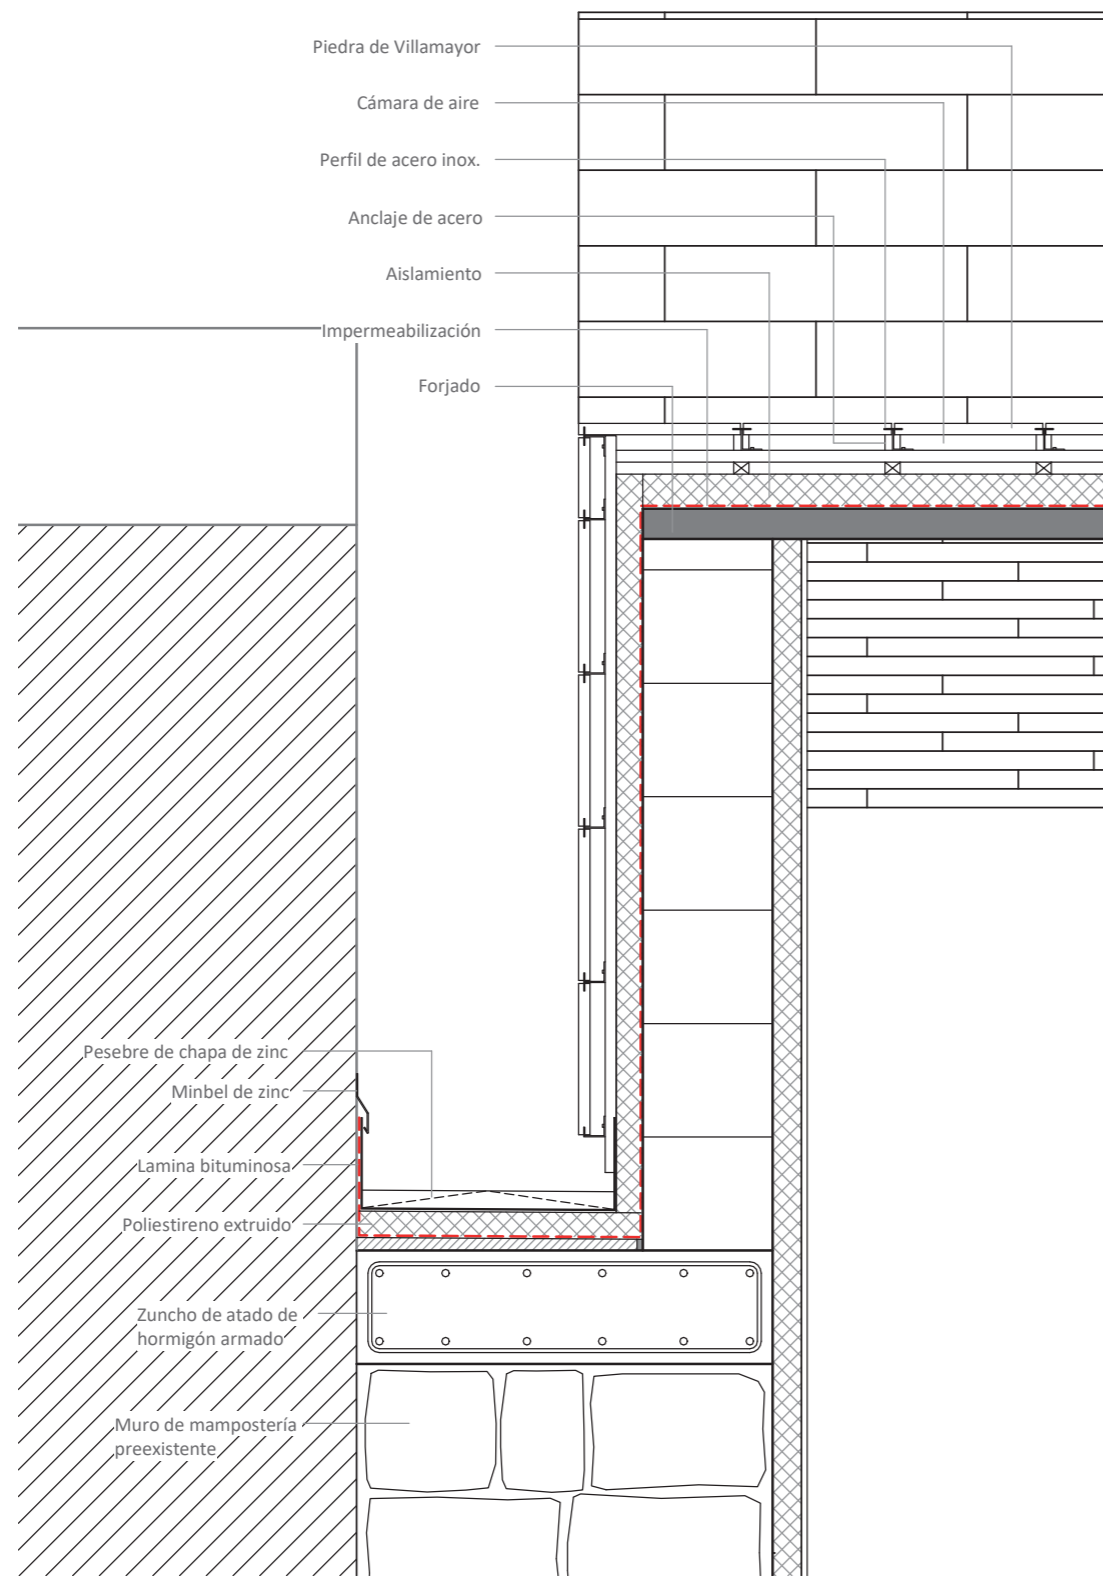 Piedra de Villamayor
Cámara de aire
Perfil de acero inox.
Anclaje de acero
Aislamiento
Impermeabilización
Forjado
Pesebre de chapa de zinc
Minbel de zinc
Lamina bituminosa
Poliestireno extruido
Zuncho de atado de
hormigón armado
Muro de mampostería
preexistente